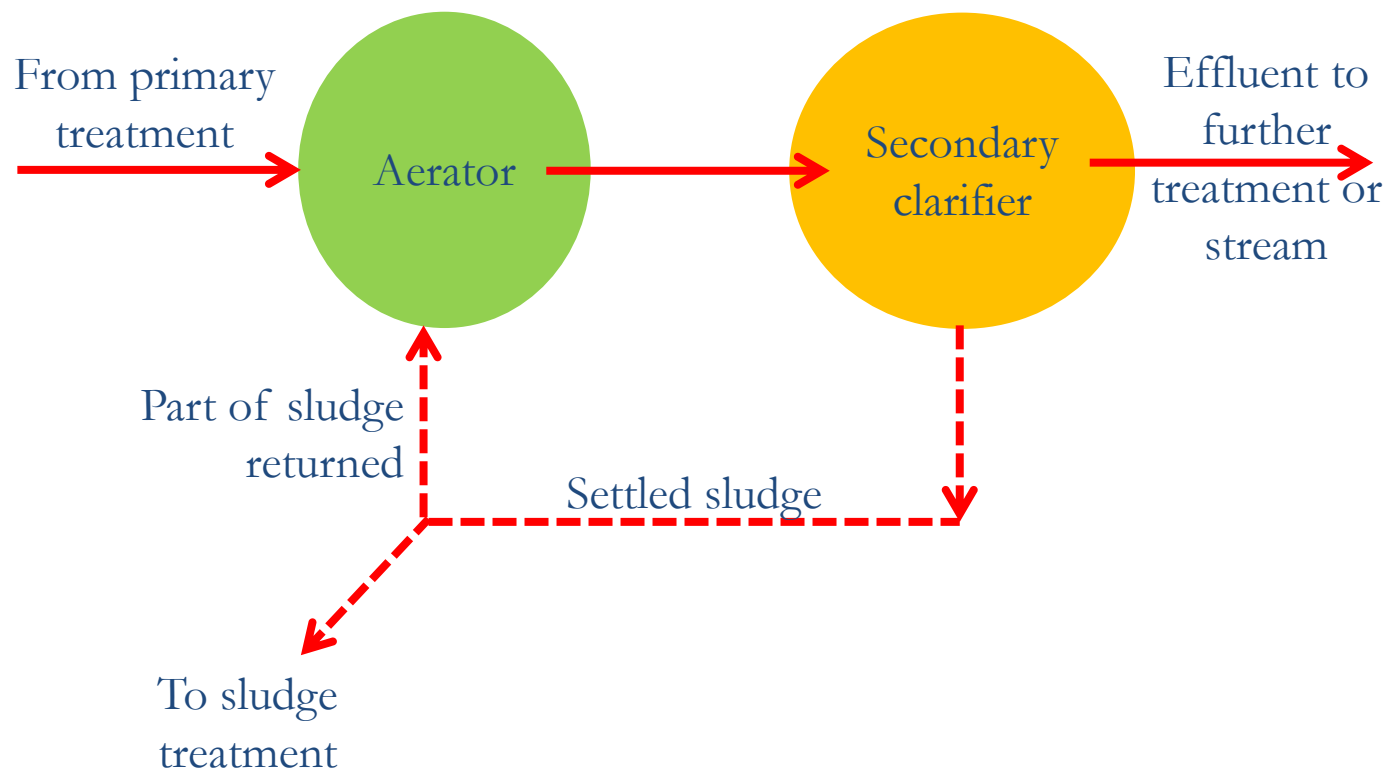 From primary
treatment
Aerator
Secondary
clarifier
Effluent to
further
treatment or
stream
Part of sludge
returned
Settled sludge
To sludge
treatment